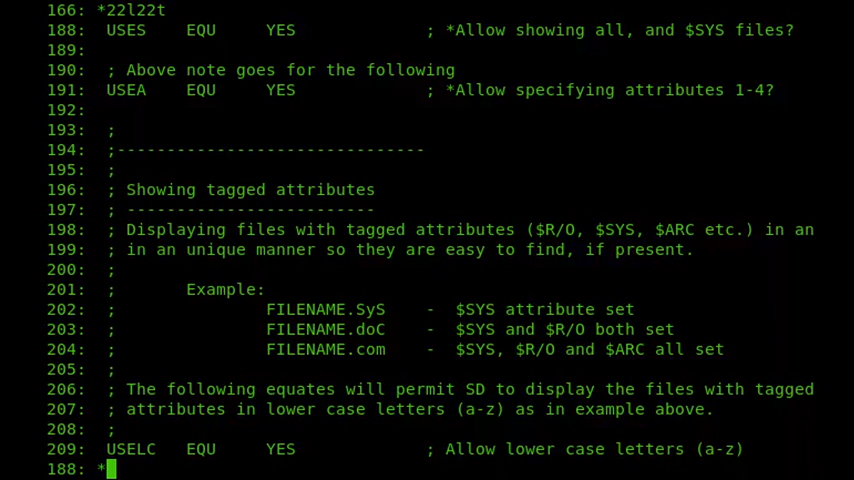 166: *22l22t
188:  USES    EQU     YES             ; *Allow showing all, and $SYS files?
189:
190:  ; Above note goes for the following
191:  USEA    EQU     YES             ; *Allow specifying attributes 1-4?
192:
193:  ;
194:  ;-------------------------------
195:  ;
196:  ; Showing tagged attributes
197:  ; -------------------------
198:  ; Displaying files with tagged attributes ($R/O, $SYS, $ARC etc.) in an
199:  ; in an unique manner so they are easy to find, if present.
200:  ;
201:  ;       Example:
202:  ;               FILENAME.SyS    -  $SYS attribute set
203:  ;               FILENAME.doC    -  $SYS and $R/O both set
204:  ;               FILENAME.com    -  $SYS, $R/O and $ARC all set
205:  ;
206:  ; The following equates will permit SD to display the files with tagged
207:  ; attributes in lower case letters (a-z) as in example above.
208:  ;
209:  USELC   EQU     YES             ; Allow lower case letters (a-z)
188: *